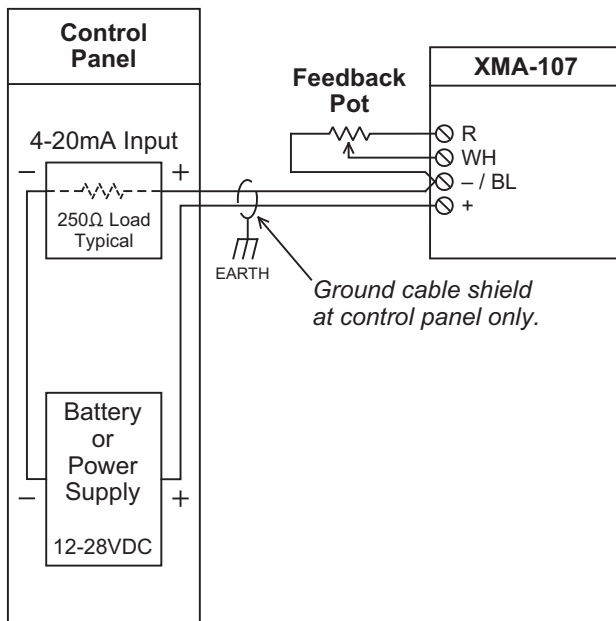 Control
Panel
4-20mA Input
–
+
250Ω Load
Typical
Battery
or
Power
Supply
–
+
12-28VDC
Feedback
Pot
XMA-107
R
WH
– / BL
+
EARTH
Ground cable shield
at control panel only.